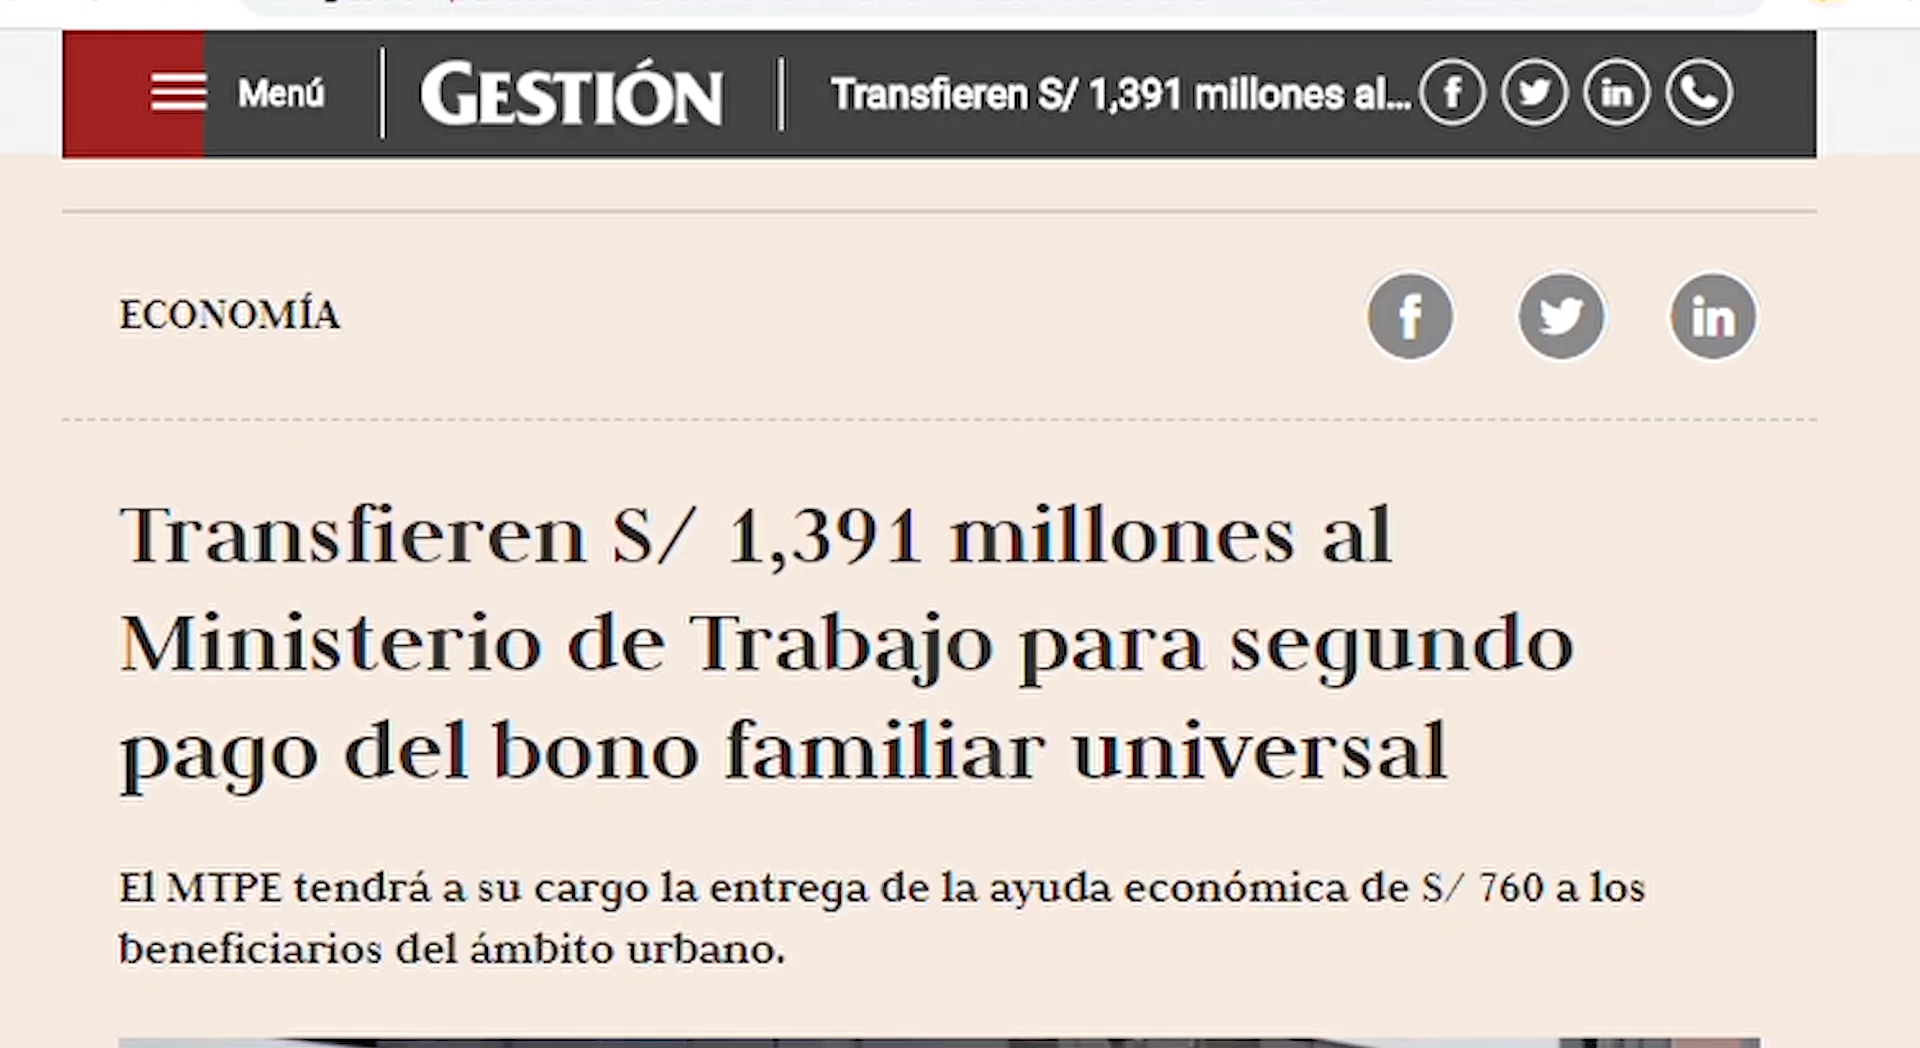 Menú
GESTIÓN
Transfieren S/ 1,391 millones al...
ECONOMÍA
Transfieren S/ 1,391 millones al
Ministerio de Trabajo para segundo
pago del bono familiar universal
El MTPE tendrá a su cargo la entrega de la ayuda económica de S/ 760 a los
beneficiarios del ámbito urbano.